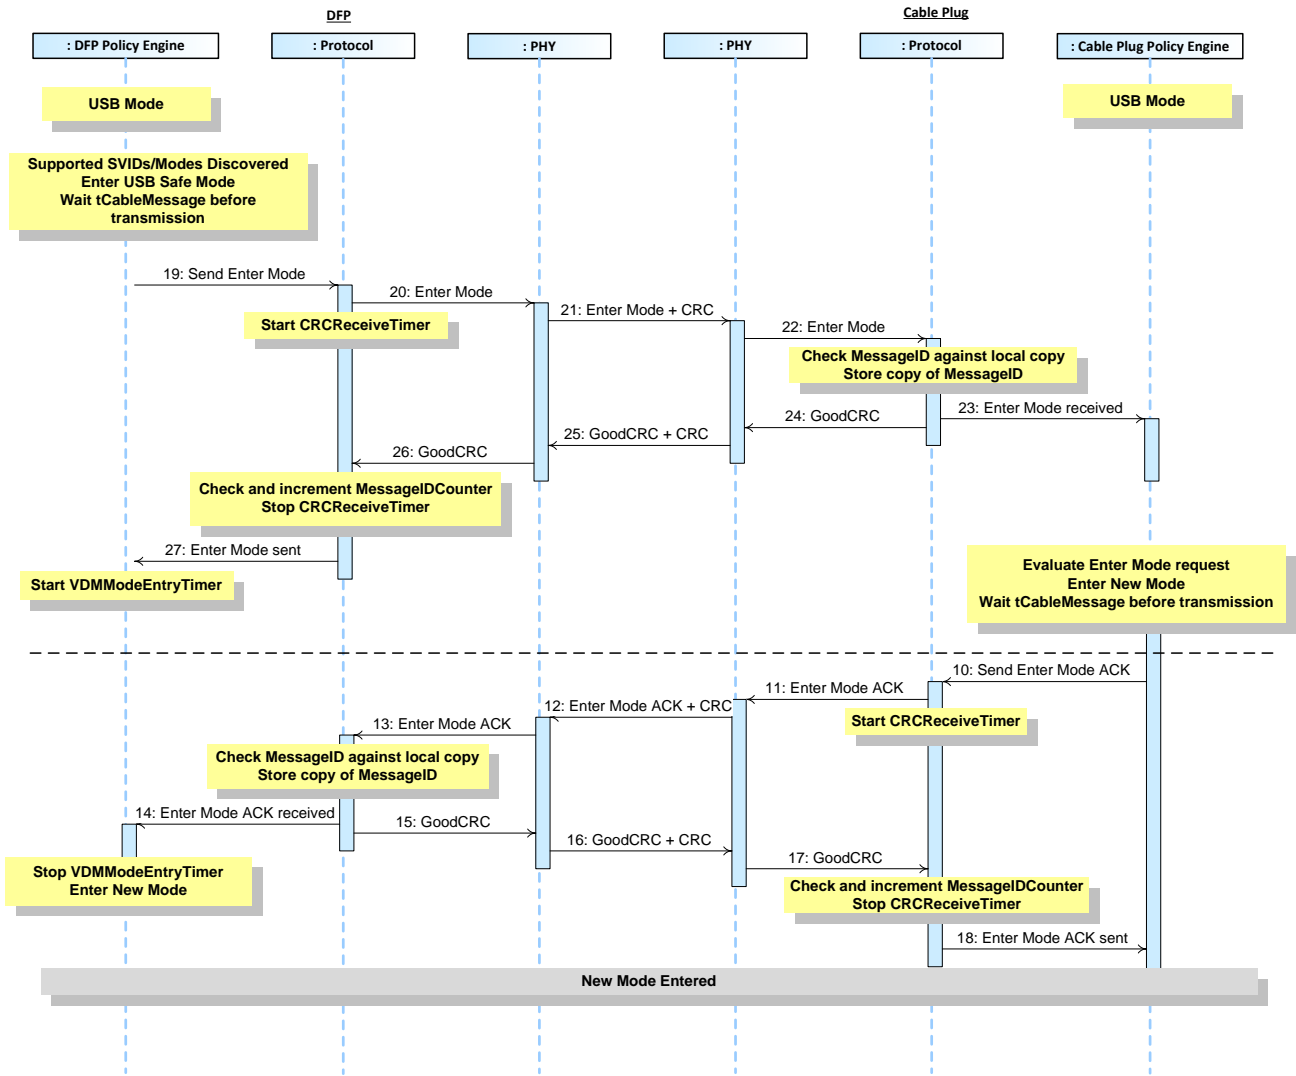 DFP
Cable Plug
: DFP Policy Engine
: Protocol
: PHY
: PHY
: Protocol
: Cable Plug Policy Engine
USB Mode
USB Mode
Supported SVIDs/Modes Discovered
Enter USB Safe Mode
Wait tCableMessage before
transmission
19: Send Enter Mode
20: Enter Mode
21: Enter Mode + CRC
Start CRCReceiveTimer
22: Enter Mode
Check MessageID against local copy
Store copy of MessageID
23: Enter Mode received
24: GoodCRC
25: GoodCRC + CRC
26: GoodCRC
Check and increment MessageIDCounter
Stop CRCReceiveTimer
27: Enter Mode sent
Start VDMModeEntryTimer
Evaluate Enter Mode request
Enter New Mode
Wait tCableMessage before transmission
10: Send Enter Mode ACK
11: Enter Mode ACK
12: Enter Mode ACK + CRC
Start CRCReceiveTimer
13: Enter Mode ACK
Check MessageID against local copy
Store copy of MessageID
14: Enter Mode ACK received
15: GoodCRC
16: GoodCRC + CRC
17: GoodCRC
Stop VDMModeEntryTimer
Enter New Mode
Check and increment MessageIDCounter
Stop CRCReceiveTimer
18: Enter Mode ACK sent
New Mode Entered